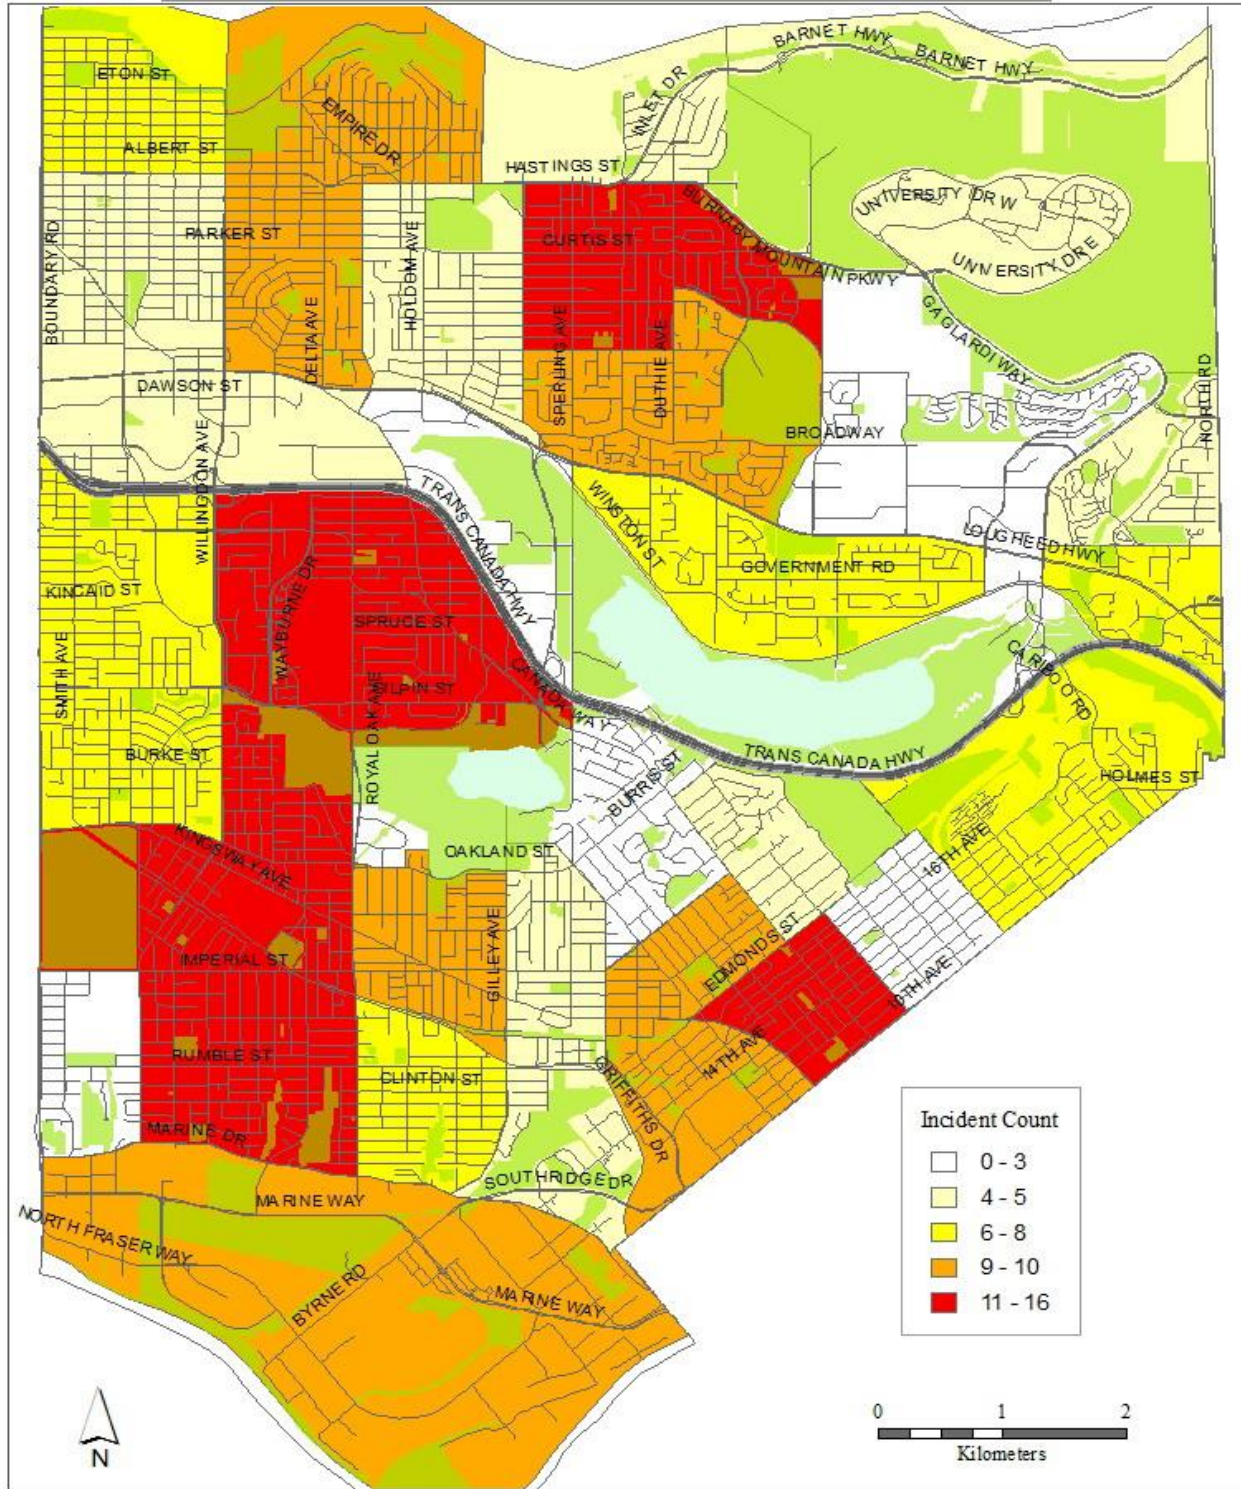 BARNET HWY
BARNET HWY
ETON ST
INLET DR
EMPIRE DR
ALBERT ST
HASTINGS ST
UNIVERSITY DR W
BURNABY MOUNTAIN PKWY
PARKER ST
CURTIS ST
UNIVERSITY DR E
BOUNDARY RD
HOLDOM AVE
GAGLARDI WAY
DELTA AVE
SPERLING AVE
DUTHIE AVE
DAWSON ST
NORTH RD
BROADWAY
WILLINGDON AVE
TRANS CANADA HWY
WINSTON ST
LOUGHEED HWY
GOVERNMENT RD
KINCAID ST
WAYBURNE DR
SPRUCE ST
SMITH AVE
CANADA WAY
CARIBOO RD
GILPIN ST
ROYAL OAK AVE
BURKE ST
TRANS CANADA HWY
BURRIS ST
HOLMES ST
KINGSWAY AVE
OAKLAND ST
16TH AVE
GILLEY AVE
EDMONDS ST
IMPERIAL ST
10TH AVE
RUMBLE ST
14TH AVE
CLINTON ST
GRIFFITHS DR
MARINE DR
SOUTHRIDGE DR
MARINE WAY
NORTH FRASER WAY
BYRNE RD
MARINE WAY
Incident Count
0 - 3
4 - 5
6 - 8
9 - 10
11 - 16
N
0 1 2
Kilometers